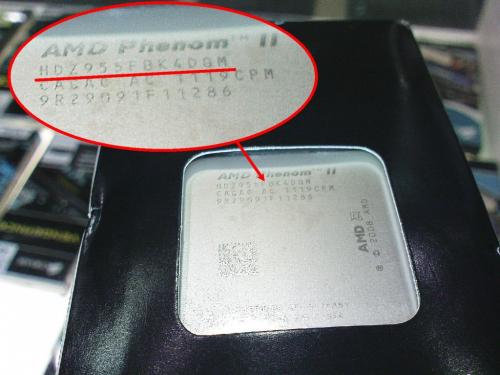 AMD Phenom™ II
HDZ955FBK4DGM
CACAC AC 1119CPM
9R29091F11286
AMD Phenom™ II
HDZ955FBK4DGM
CACAC AC 1119CPM
9R29091F11286
AMD
© 2008 AMD